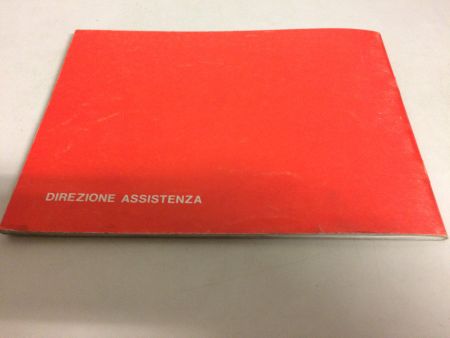 DIREZIONE ASSISTENZA